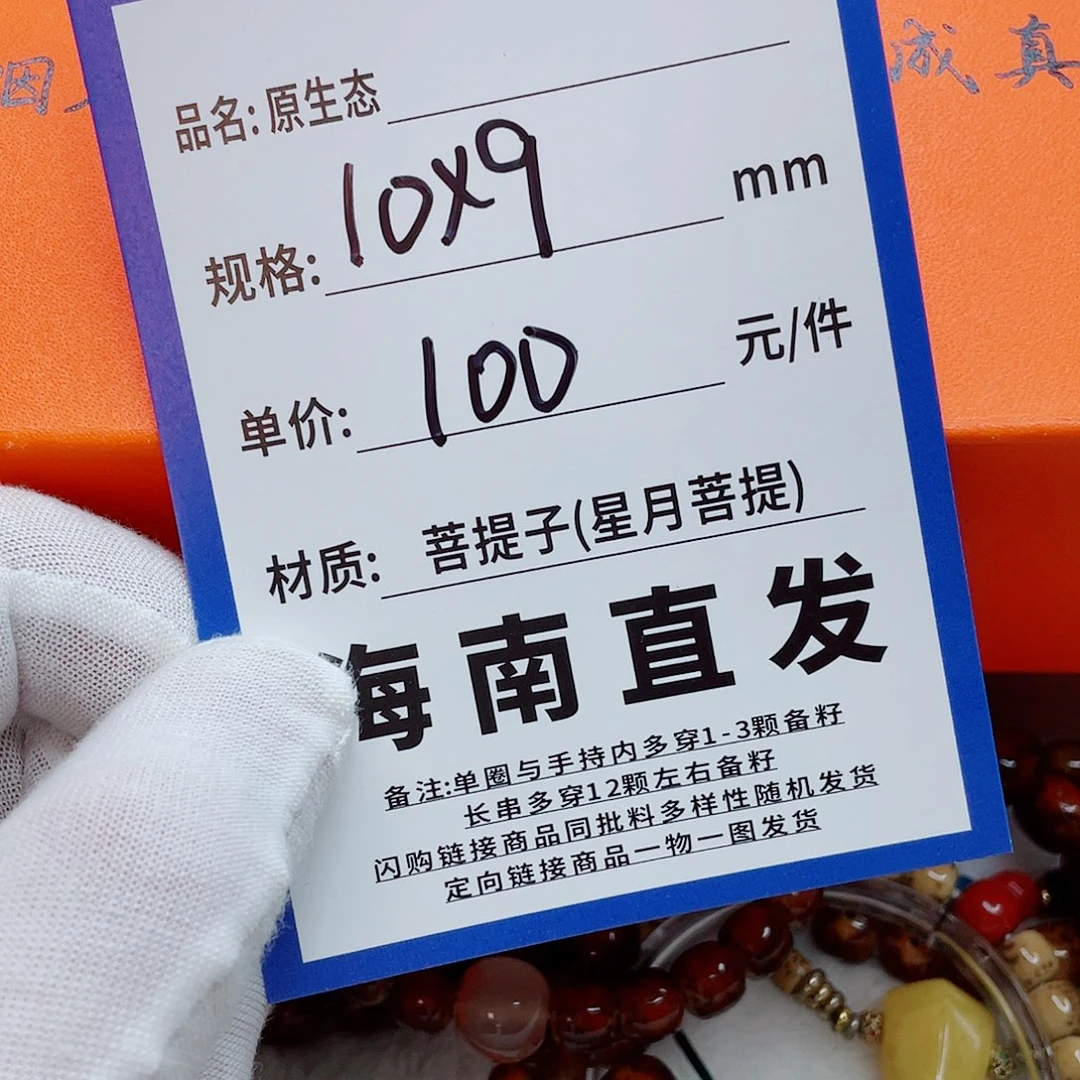 成真
品名:原生态
规格:10x9 mm
单价:100 元/件
材质: 菩提子(星月菩提)
海南直发
备注:单圈与手持内多穿1-3颗备籽
长串多穿12颗左右备籽
闪购链接商品同批料多样性随机发货
定向链接商品一物一图发货